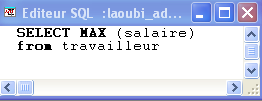 Editeur SQL :laoubi_ad...
SELECT MAX (salaire)
from travailleur